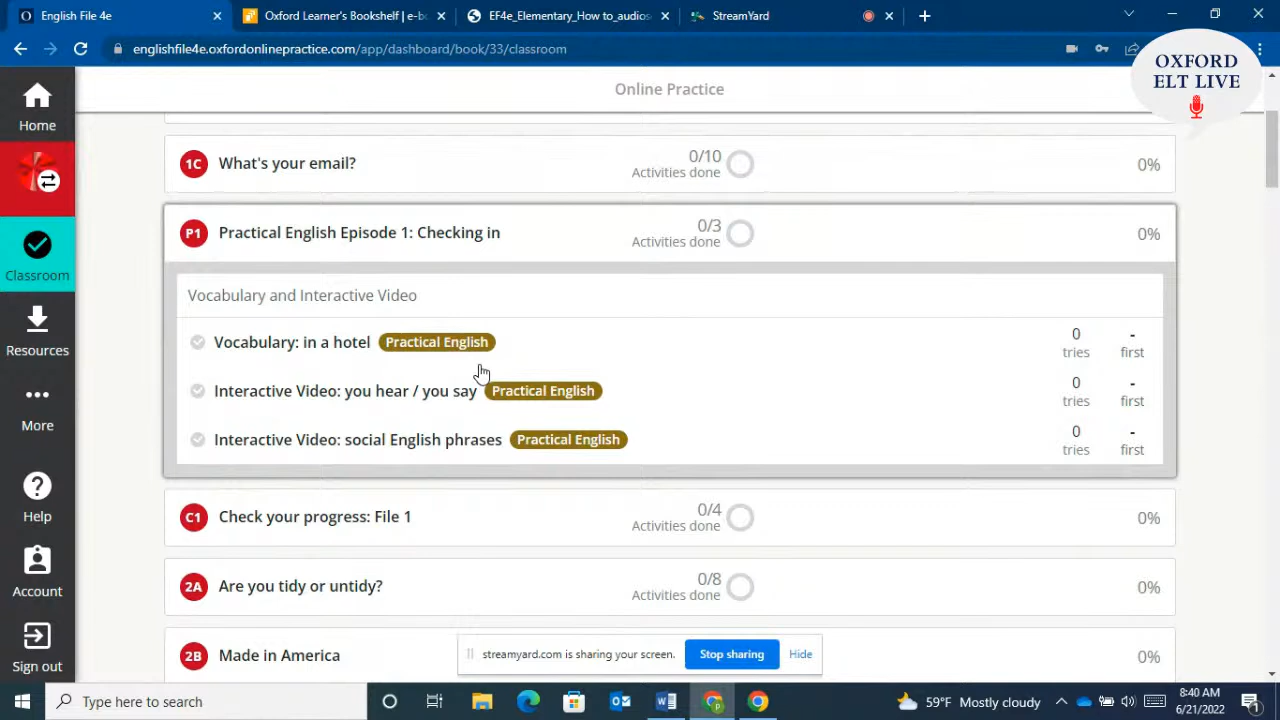 English File 4e
Oxford Learner's Bookshelf | e-b
EF4e_Elementary_How to_audios
StreamYard
englishfile4e.oxfordonlinepractice.com/app/dashboard/book/33/classroom
OXFORD
ELT LIVE
Online Practice
Home
Classroom
Resources
More
Help
Account
Sign out
1C What's your email? 0/10 0%
Activities done
P1 Practical English Episode 1: Checking in 0/3 0%
Activities done
Vocabulary and Interactive Video
Vocabulary: in a hotel Practical English 0 -
tries first
Interactive Video: you hear / you say Practical English 0 -
tries first
Interactive Video: social English phrases Practical English 0 -
tries first
C1 Check your progress: File 1 0/4 0%
Activities done
2A Are you tidy or untidy? 0/8 0%
Activities done
2B Made in America 0%
streamyard.com is sharing your screen. Stop sharing Hide
Type here to search
59°F Mostly cloudy
8:40 AM
6/21/2022
1